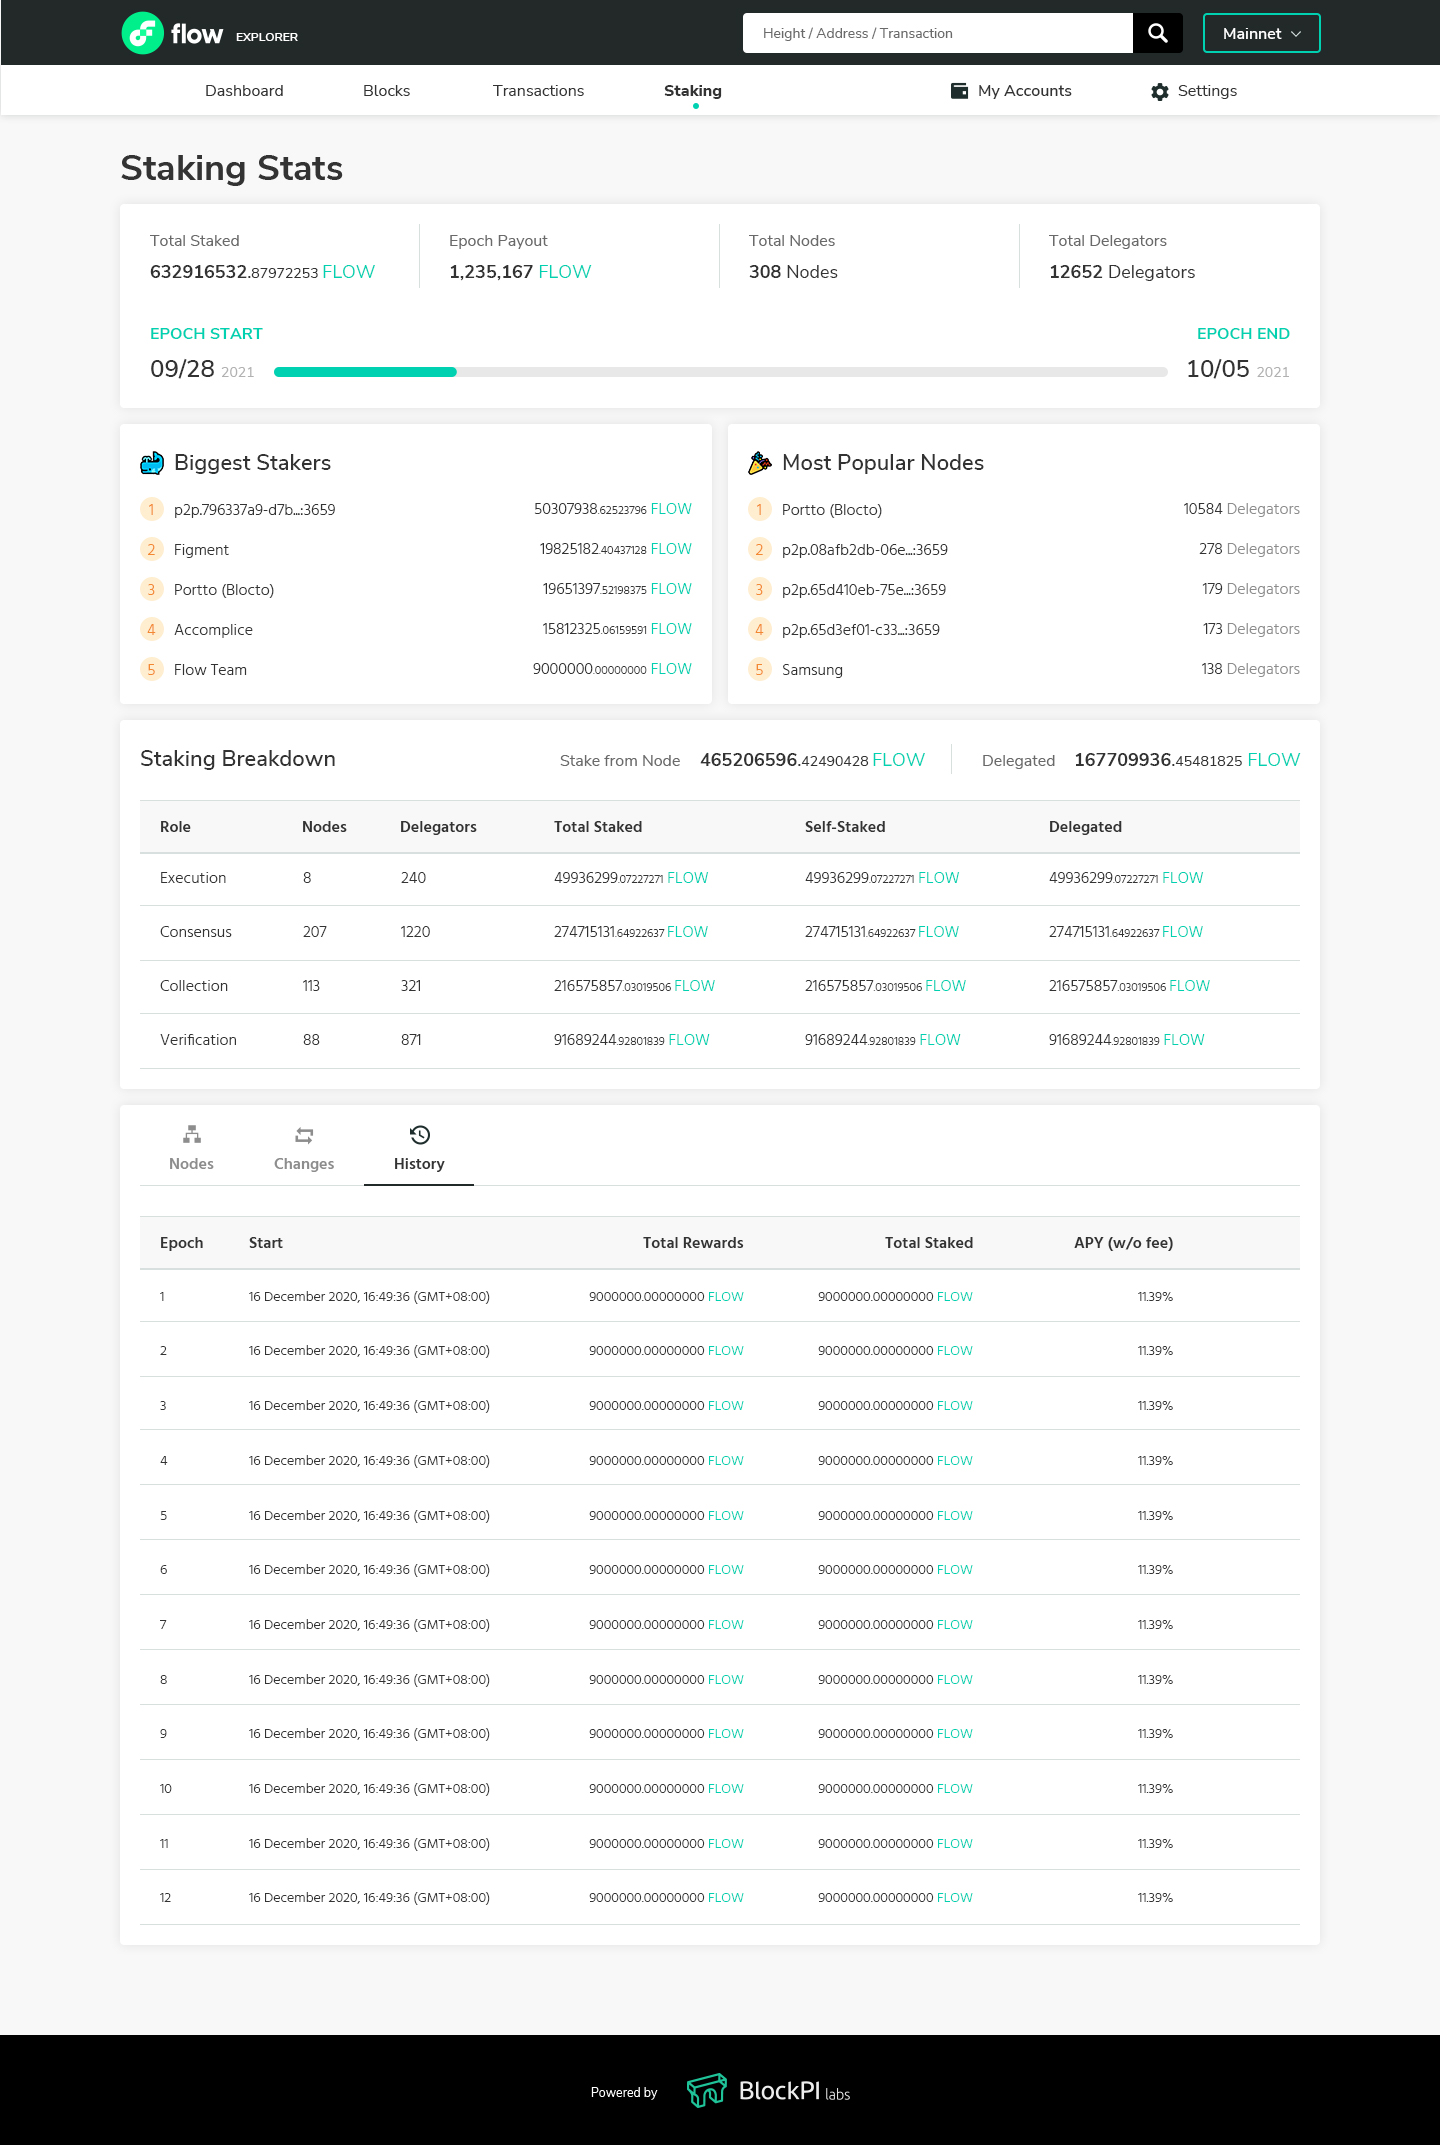 flow EXPLORER
Height / Address / Transaction
Mainnet
Dashboard Blocks Transactions Staking My Accounts Settings
Staking Stats
Total Staked Epoch Payout Total Nodes Total Delegators
632916532.87972253 FLOW 1,235,167 FLOW 308 Nodes 12652 Delegators
EPOCH START EPOCH END
09/28 2021 10/05 2021
Biggest Stakers
1 p2p.796337a9-d7b...:3659 50307938.62523796 FLOW
2 Figment 19825182.40437128 FLOW
3 Portto (Blocto) 19651397.52198375 FLOW
4 Accomplice 15812325.06159591 FLOW
5 Flow Team 9000000.00000000 FLOW
Most Popular Nodes
1 Portto (Blocto) 10584 Delegators
2 p2p.08afb2db-06e...:3659 278 Delegators
3 p2p.65d410eb-75e...:3659 179 Delegators
4 p2p.65d3ef01-c33...:3659 173 Delegators
5 Samsung 138 Delegators
Staking Breakdown Stake from Node 465206596.42490428 FLOW Delegated 167709936.45481825 FLOW
Role Nodes Delegators Total Staked Self-Staked Delegated
Execution 8 240 49936299.07227271 FLOW 49936299.07227271 FLOW 49936299.07227271 FLOW
Consensus 207 1220 274715131.64922637 FLOW 274715131.64922637 FLOW 274715131.64922637 FLOW
Collection 113 321 216575857.03019506 FLOW 216575857.03019506 FLOW 216575857.03019506 FLOW
Verification 88 871 91689244.92801839 FLOW 91689244.92801839 FLOW 91689244.92801839 FLOW
Nodes Changes History
Epoch Start Total Rewards Total Staked APY (w/o fee)
1 16 December 2020, 16:49:36 (GMT+08:00) 9000000.00000000 FLOW 9000000.00000000 FLOW 11.39%
2 16 December 2020, 16:49:36 (GMT+08:00) 9000000.00000000 FLOW 9000000.00000000 FLOW 11.39%
3 16 December 2020, 16:49:36 (GMT+08:00) 9000000.00000000 FLOW 9000000.00000000 FLOW 11.39%
4 16 December 2020, 16:49:36 (GMT+08:00) 9000000.00000000 FLOW 9000000.00000000 FLOW 11.39%
5 16 December 2020, 16:49:36 (GMT+08:00) 9000000.00000000 FLOW 9000000.00000000 FLOW 11.39%
6 16 December 2020, 16:49:36 (GMT+08:00) 9000000.00000000 FLOW 9000000.00000000 FLOW 11.39%
7 16 December 2020, 16:49:36 (GMT+08:00) 9000000.00000000 FLOW 9000000.00000000 FLOW 11.39%
8 16 December 2020, 16:49:36 (GMT+08:00) 9000000.00000000 FLOW 9000000.00000000 FLOW 11.39%
9 16 December 2020, 16:49:36 (GMT+08:00) 9000000.00000000 FLOW 9000000.00000000 FLOW 11.39%
10 16 December 2020, 16:49:36 (GMT+08:00) 9000000.00000000 FLOW 9000000.00000000 FLOW 11.39%
11 16 December 2020, 16:49:36 (GMT+08:00) 9000000.00000000 FLOW 9000000.00000000 FLOW 11.39%
12 16 December 2020, 16:49:36 (GMT+08:00) 9000000.00000000 FLOW 9000000.00000000 FLOW 11.39%
Powered by BlockPI labs